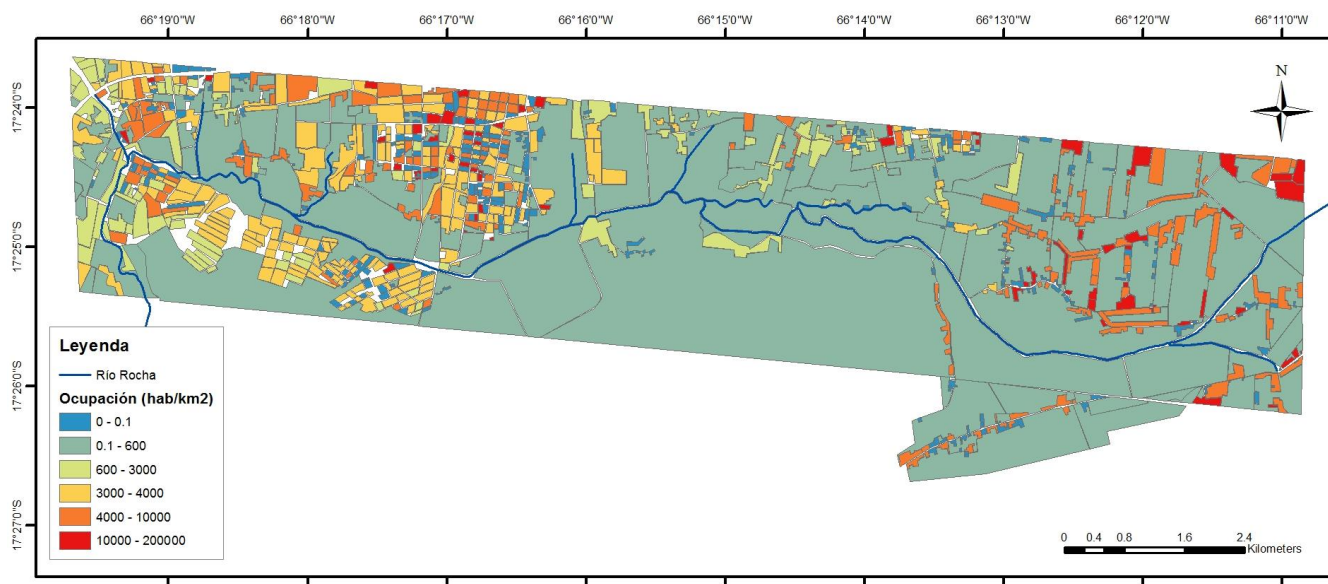 66°19'0"W 66°18'0"W 66°17'0"W 66°16'0"W 66°15'0"W 66°14'0"W 66°13'0"W 66°12'0"W 66°11'0"W
N
17°24'0"S
17°25'0"S
17°26'0"S
17°27'0"S
Leyenda
Río Rocha
Ocupación (hab/km2)
0 - 0.1
0.1 - 600
600 - 3000
3000 - 4000
4000 - 10000
10000 - 200000
0 0.4 0.8 1.6 2.4
Kilometers